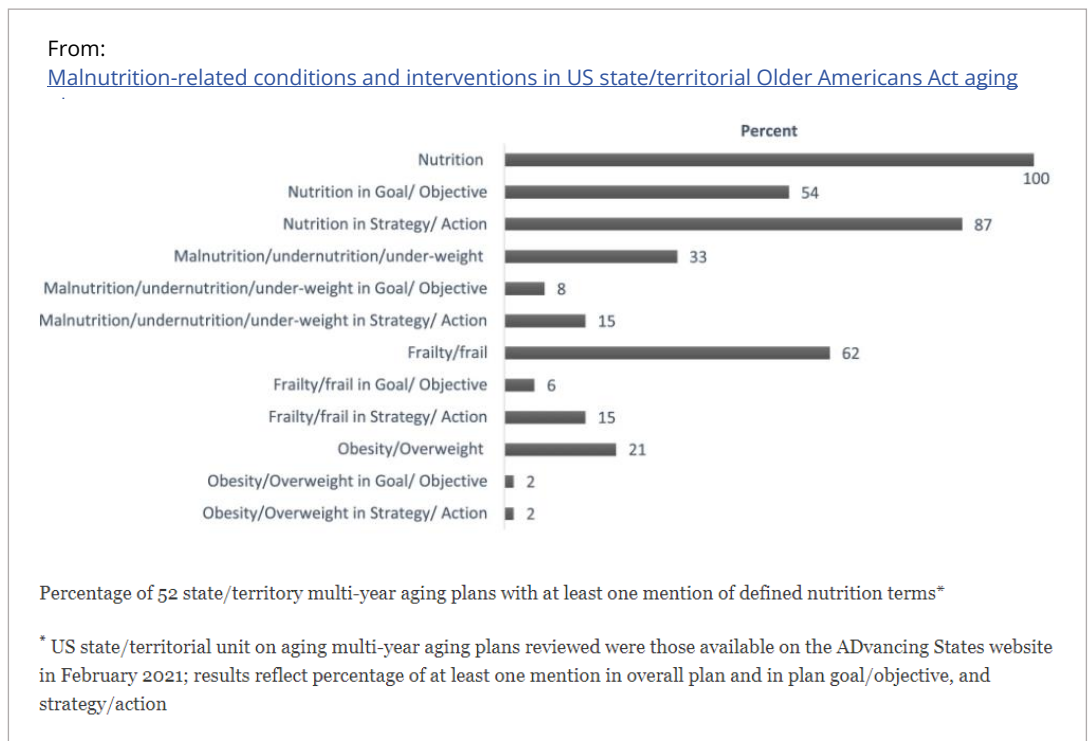 From:
Malnutrition-related conditions and interventions in US state/territorial Older Americans Act aging
Percent
Nutrition
100
Nutrition in Goal/ Objective 54
Nutrition in Strategy/ Action 87
Malnutrition/undernutrition/under-weight 33
Malnutrition/undernutrition/under-weight in Goal/ Objective 8
Malnutrition/undernutrition/under-weight in Strategy/ Action 15
Frailty/frail 62
Frailty/frail in Goal/ Objective 6
Frailty/frail in Strategy/ Action 15
Obesity/Overweight 21
Obesity/Overweight in Goal/ Objective 2
Obesity/Overweight in Strategy/ Action 2
Percentage of 52 state/territory multi-year aging plans with at least one mention of defined nutrition terms*
* US state/territorial unit on aging multi-year aging plans reviewed were those available on the ADvancing States website
in February 2021; results reflect percentage of at least one mention in overall plan and in plan goal/objective, and
strategy/action